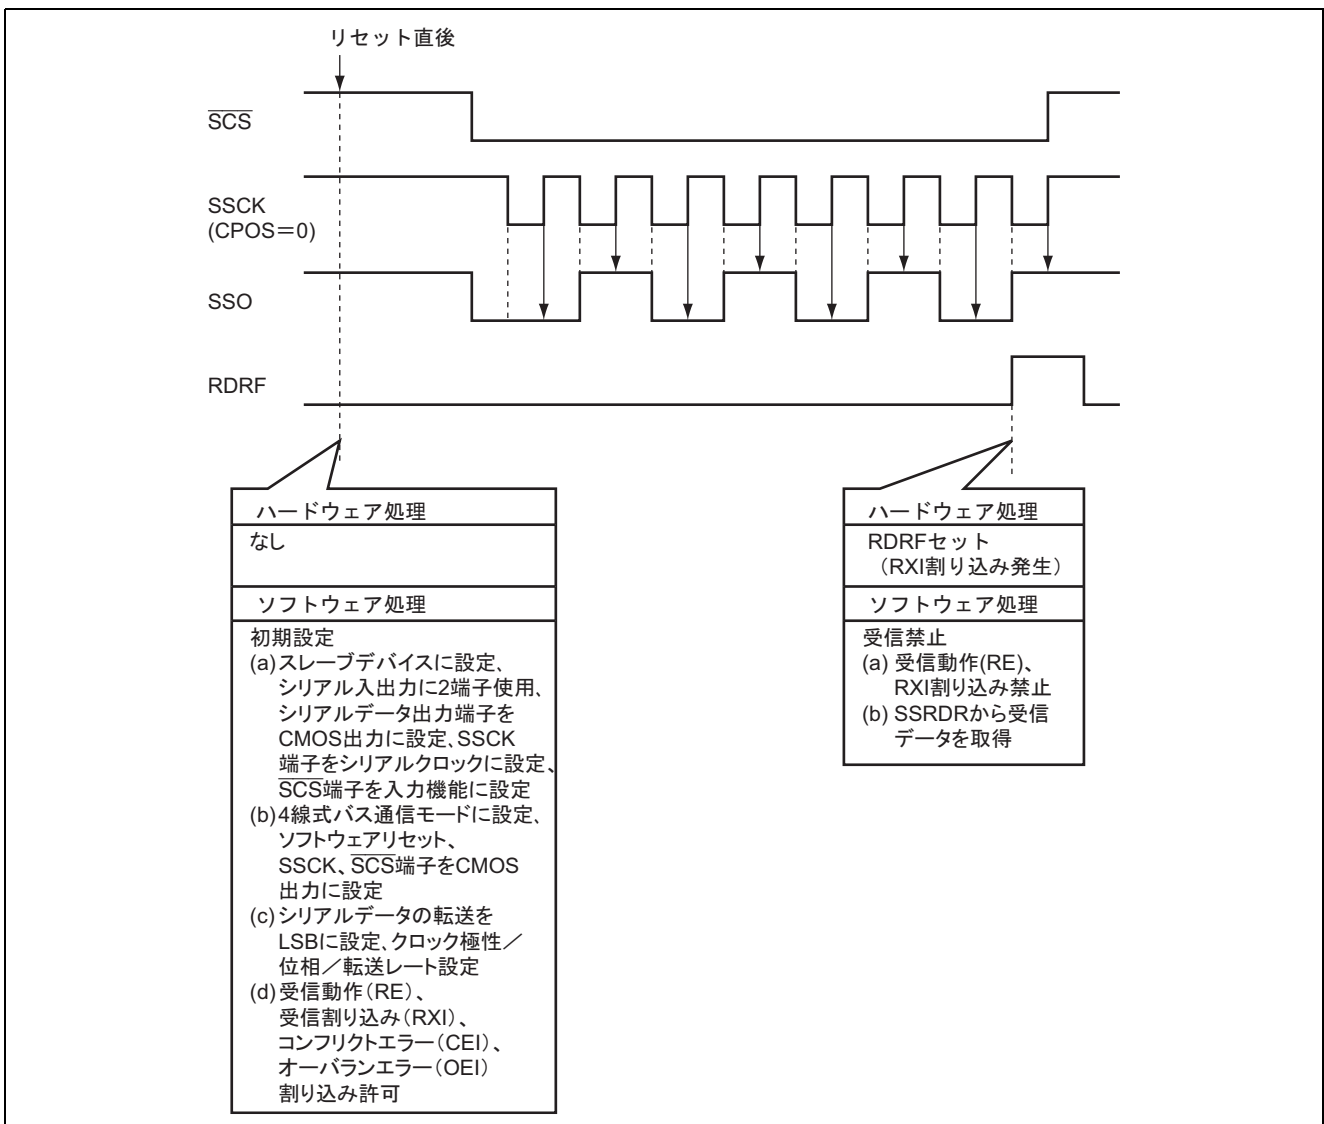 リセット直後
SCS
SSCK
(CPOS＝0)
SSO
RDRF
ハードウェア処理
なし
ソフトウェア処理
初期設定
(a)スレーブデバイスに設定、
シリアル入出力に2端子使用、
シリアルデータ出力端子を
CMOS出力に設定、SSCK
端子をシリアルクロックに設定、
SCS端子を入力機能に設定
(b)4線式バス通信モードに設定、
ソフトウェアリセット、
SSCK、SCS端子をCMOS
出力に設定
(c)シリアルデータの転送を
LSBに設定、クロック極性／
位相／転送レート設定
(d)受信動作（RE）、
受信割り込み（RXI）、
コンフリクトエラー（CEI）、
オーバランエラー（OEI）
割り込み許可
ハードウェア処理
RDRFセット
（RXI割り込み発生）
ソフトウェア処理
受信禁止
(a) 受信動作(RE)、
RXI割り込み禁止
(b) SSRDRから受信
データを取得